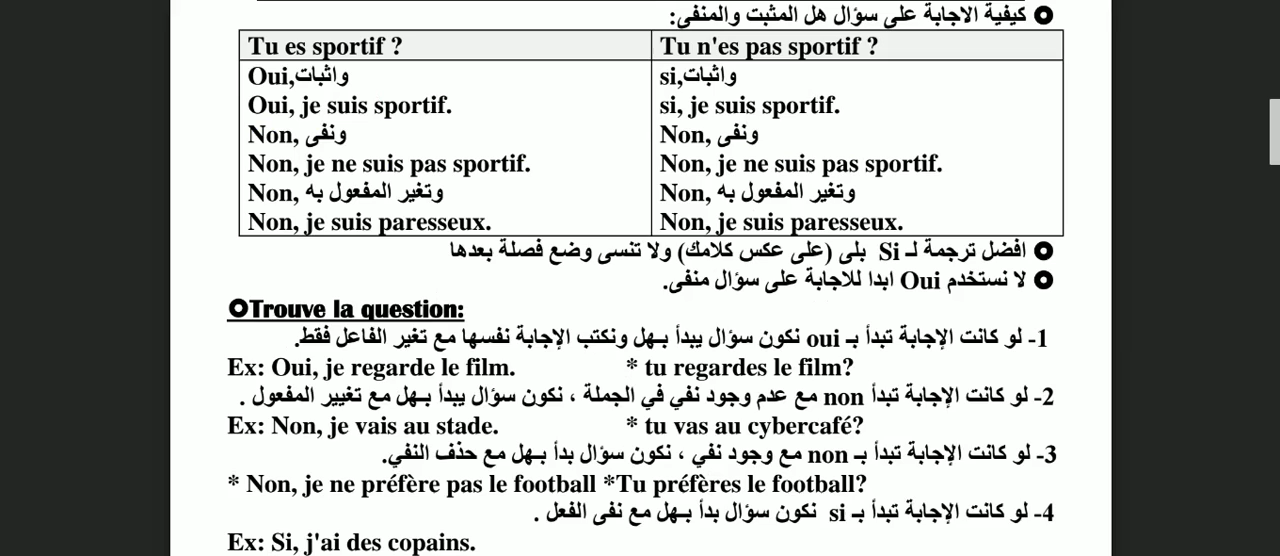 كيفية الاجابة على سؤال هل المثبت والمنفى:
Tu es sportif ?
Tu n'es pas sportif ?
Oui,واثبات
si,واثبات
Oui, je suis sportif.
si, je suis sportif.
Non, ونفى
Non, ونفى
Non, je ne suis pas sportif.
Non, je ne suis pas sportif.
Non, وتغير المفعول به
Non, وتغير المفعول به
Non, je suis paresseux.
Non, je suis paresseux.
افضل ترجمة لـ Si بلى (على عكس كلامك) ولا تنسى وضع فصلة بعدها
لا نستخدم Oui ابدا للاجابة على سؤال منفى.
Trouve la question:
1- لو كانت الإجابة تبدأ بـ oui نكون سؤال يبدأ بـهل ونكتب الإجابة نفسها مع تغير الفاعل فقط.
Ex: Oui, je regarde le film. * tu regardes le film?
2- لو كانت الإجابة تبدأ non مع عدم وجود نفي في الجملة ، نكون سؤال يبدأ بـهل مع تغيير المفعول .
Ex: Non, je vais au stade. * tu vas au cybercafé?
3- لو كانت الإجابة تبدأ بـ non مع وجود نفي ، نكون سؤال بدأ بـهل مع حذف النفي.
* Non, je ne préfère pas le football *Tu préfères le football?
4- لو كانت الإجابة تبدأ بـ si نكون سؤال بدأ بـهل مع نفى الفعل .
Ex: Si, j'ai des copains.